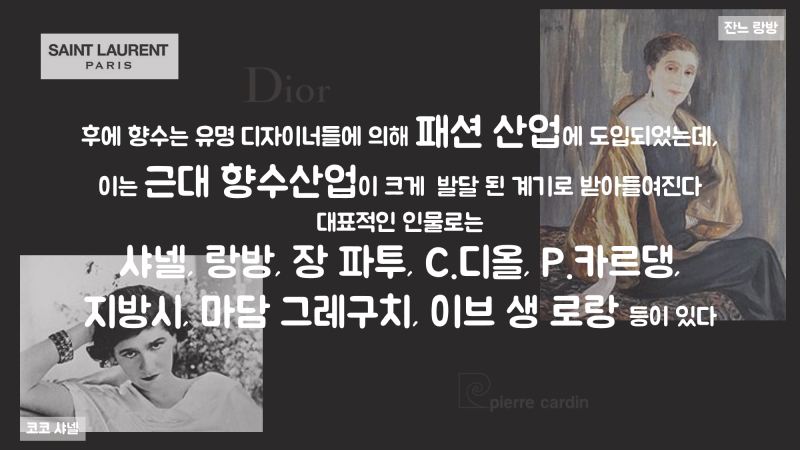 잔느 랑방
SAINT LAURENT
PARIS
Dior
후에 향수는 유명 디자이너들에 의해 패션 산업에 도입되었는데,
이는 근대 향수산업이 크게 발달 된 계기로 받아들여진다
대표적인 인물로는
샤넬, 랑방, 장 파투, C.디올, P.카르댕,
지방시, 마담 그레구치, 이브 생 로랑 등이 있다
pierre cardin
코코 샤넬